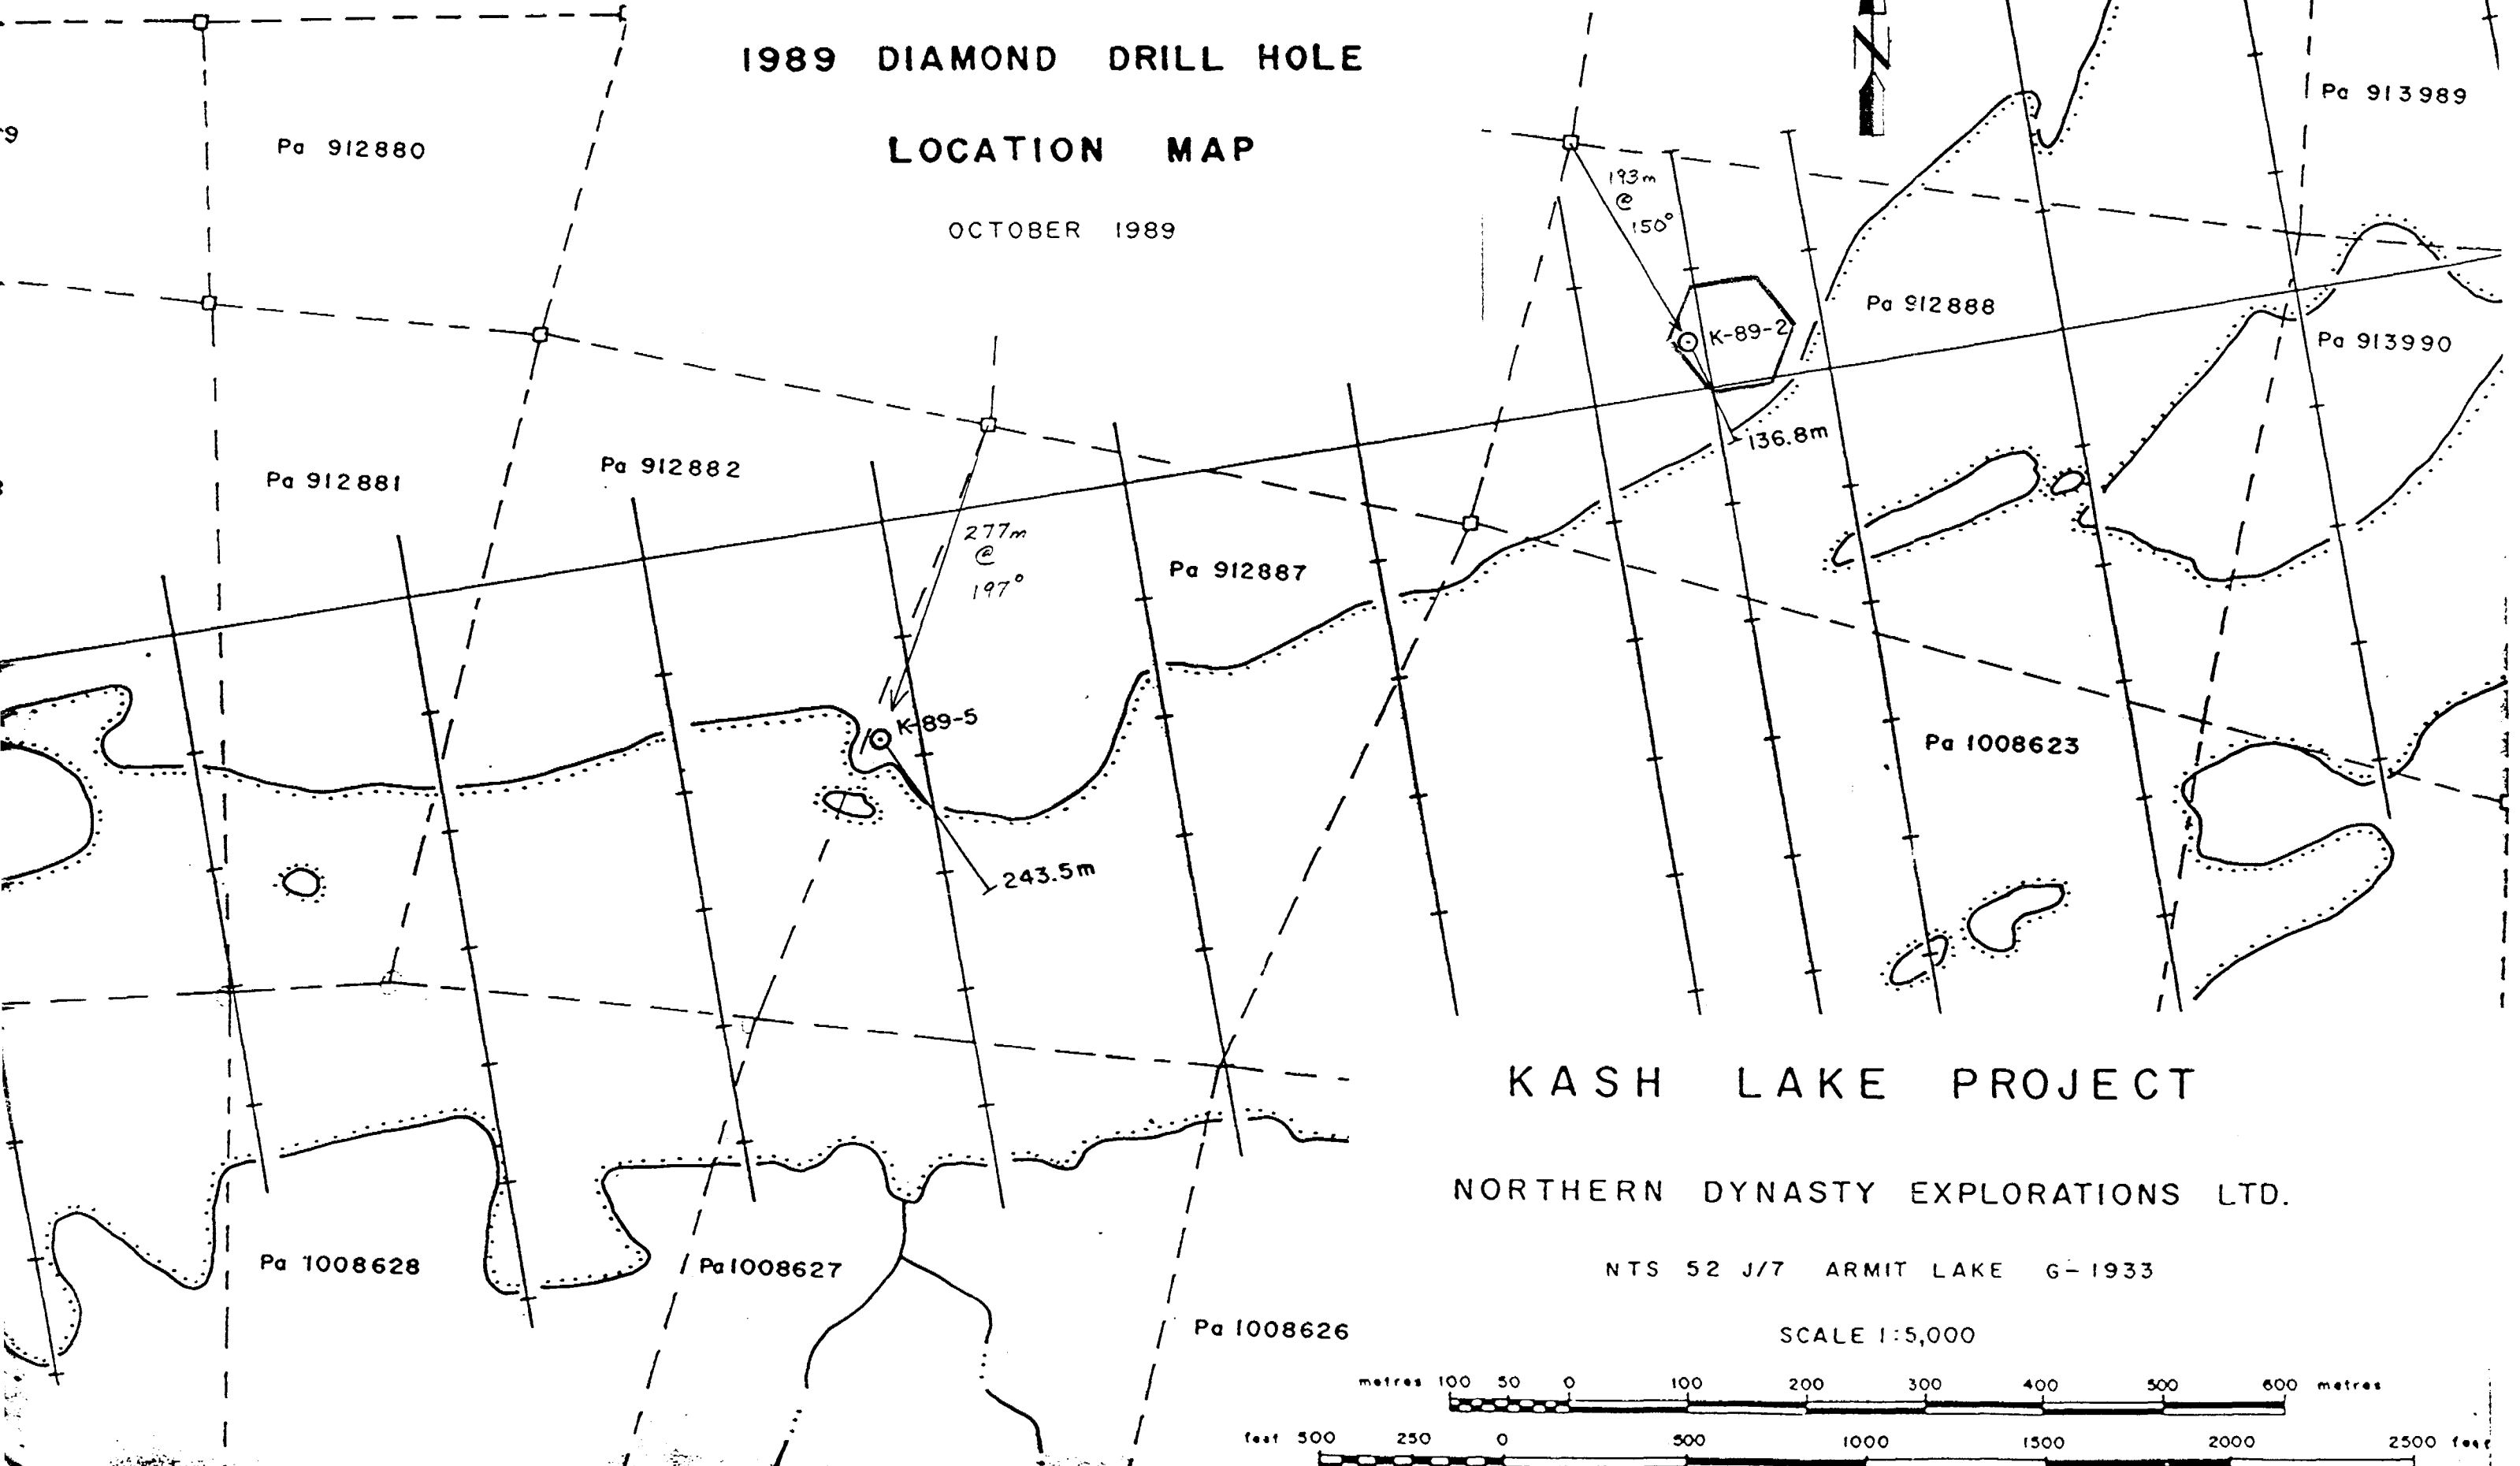 1989 DIAMOND DRILL HOLE
LOCATION MAP
OCTOBER 1989
N
Pa 913989
9
Pa 912880
193m
@
150°
Pa 912888
K-89-2
Pa 913990
136.8m
Pa 912881
Pa 912882
277m
@
197°
Pa 912887
K-89-5
Pa 1008623
243.5m
KASH LAKE PROJECT
NORTHERN DYNASTY EXPLORATIONS LTD.
Pa 1008628
Pa 1008627
NTS 52 J/7 ARMIT LAKE G-1933
Pa 1008626
SCALE 1:5,000
metres 100 50 0 100 200 300 400 500 600 metres
feet 500 250 0 500 1000 1500 2000 2500 feet